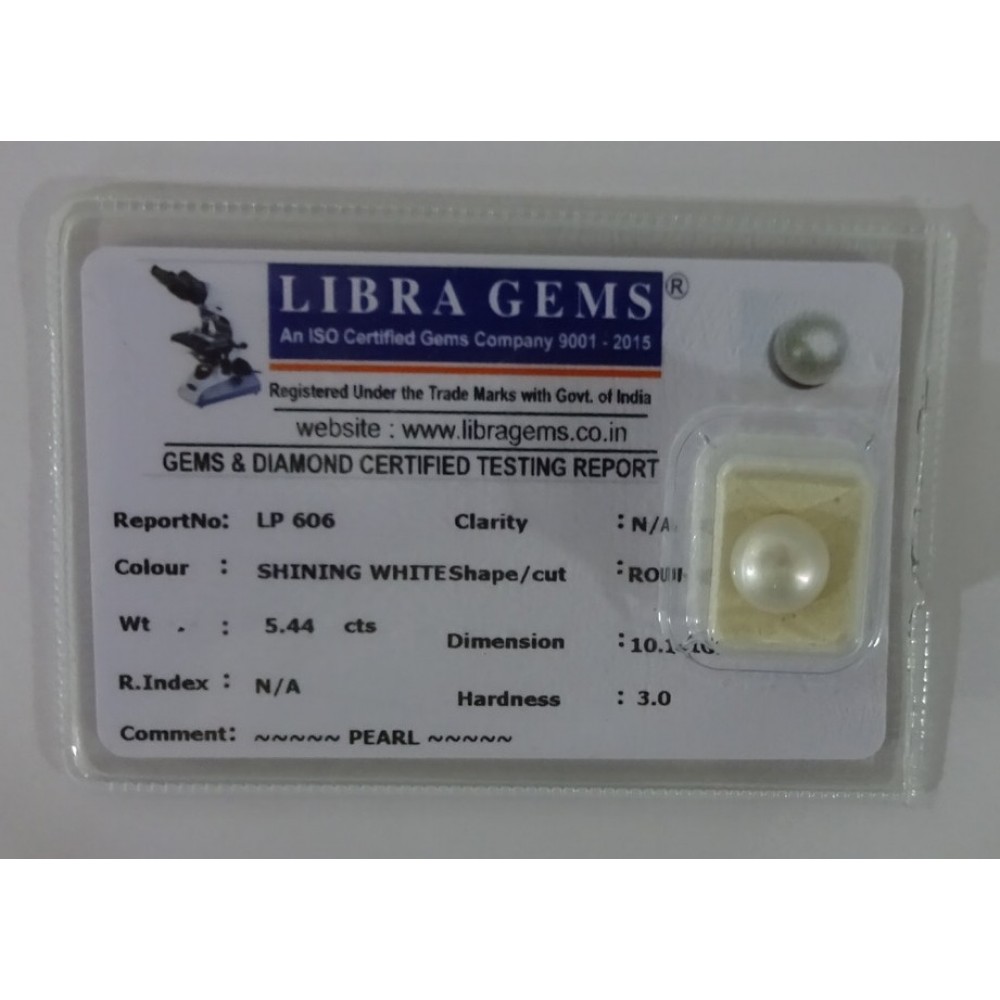 LIBRA GEMS ®
An ISO Certified Gems Company 9001 - 2015
Registered Under the Trade Marks with Govt. of India
website : www.libragems.co.in
GEMS & DIAMOND CERTIFIED TESTING REPORT
ReportNo: LP 606 Clarity : N/A
Colour : SHINING WHITE Shape/cut :
Wt . : 5.44 cts Dimension :
R.Index : N/A Hardness : 3.0
Comment: ~~~~~ PEARL ~~~~~